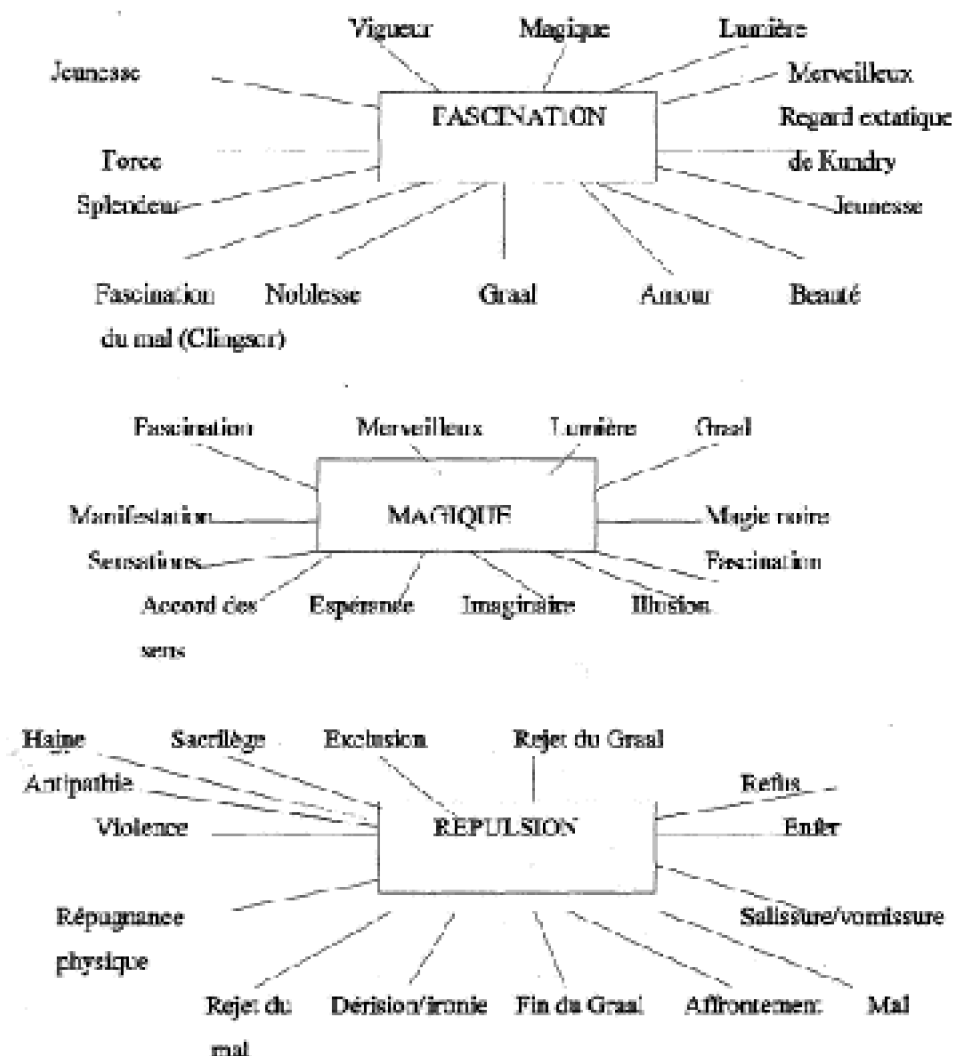 Vigueur Magique Lumière
Jeunesse Merveilleux
FASCINATION Regard extatique
Force de Kundry
Splendeur Jeunesse
Fascination Noblesse Graal Amour Beauté
du mal (Clingsor)
Fascination Merveilleux Lumière Graal
Manifestation MAGIQUE Magie noire
Sensations Fascination
Accord des Espérance Imaginaire Illusion
sens
Haine Sacrilège Exclusion Rejet du Graal
Antipathie Refus
Violence REPULSION Enfer
Répugnance Salissure/vomissure
physique
Rejet du Dérision/ironie Fin du Graal Affrontement Mal
mal